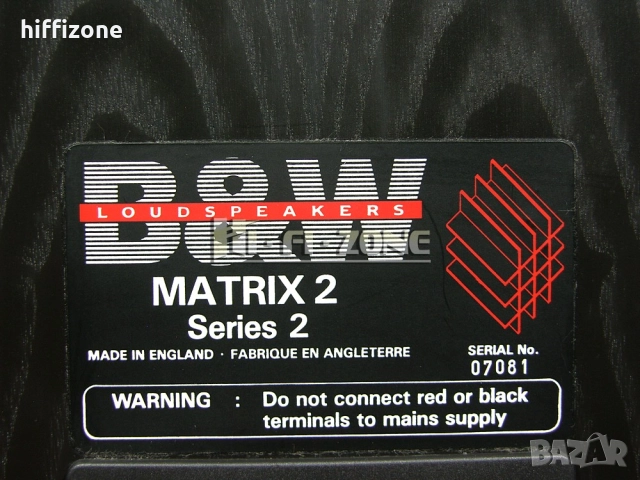 hiffizone
B&W
LOUDSPEAKERS
Hi-Fi-ZONE
MATRIX 2
Series 2
MADE IN ENGLAND · FABRIQUE EN ANGLETERRE
SERIAL No.
07081
WARNING : Do not connect red or black
terminals to mains supply
BAZAR